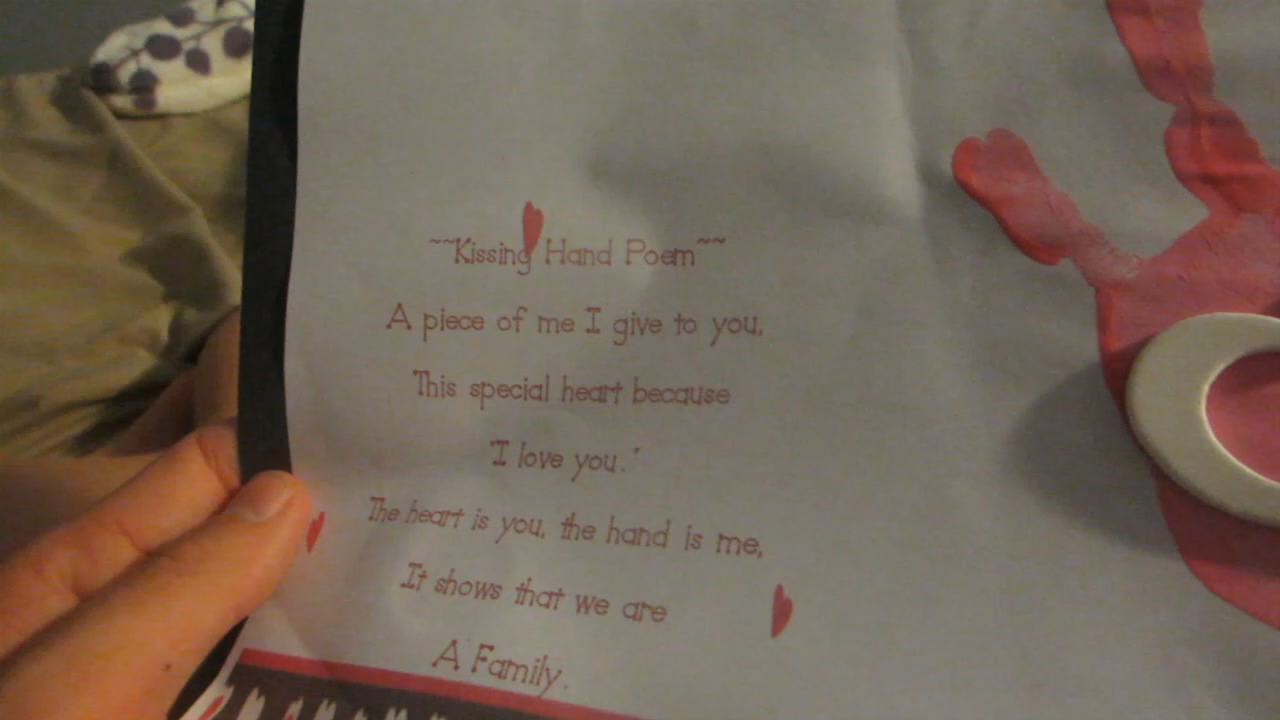 ~~Kissing Hand Poem~~
A piece of me I give to you,
This special heart because
"I love you."
The heart is you, the hand is me,
It shows that we are
A Family.